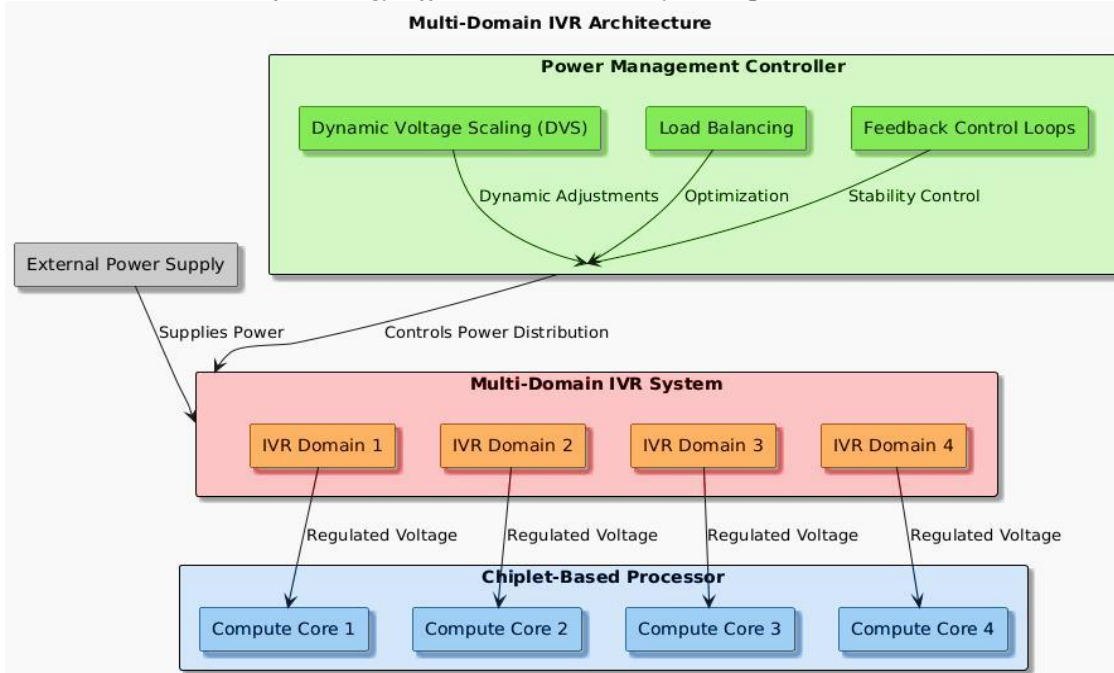 Multi-Domain IVR Architecture
Power Management Controller
Dynamic Voltage Scaling (DVS)
Load Balancing
Feedback Control Loops
Dynamic Adjustments
Optimization
Stability Control
External Power Supply
Supplies Power
Controls Power Distribution
Multi-Domain IVR System
IVR Domain 1
IVR Domain 2
IVR Domain 3
IVR Domain 4
Regulated Voltage
Regulated Voltage
Regulated Voltage
Regulated Voltage
Chiplet-Based Processor
Compute Core 1
Compute Core 2
Compute Core 3
Compute Core 4